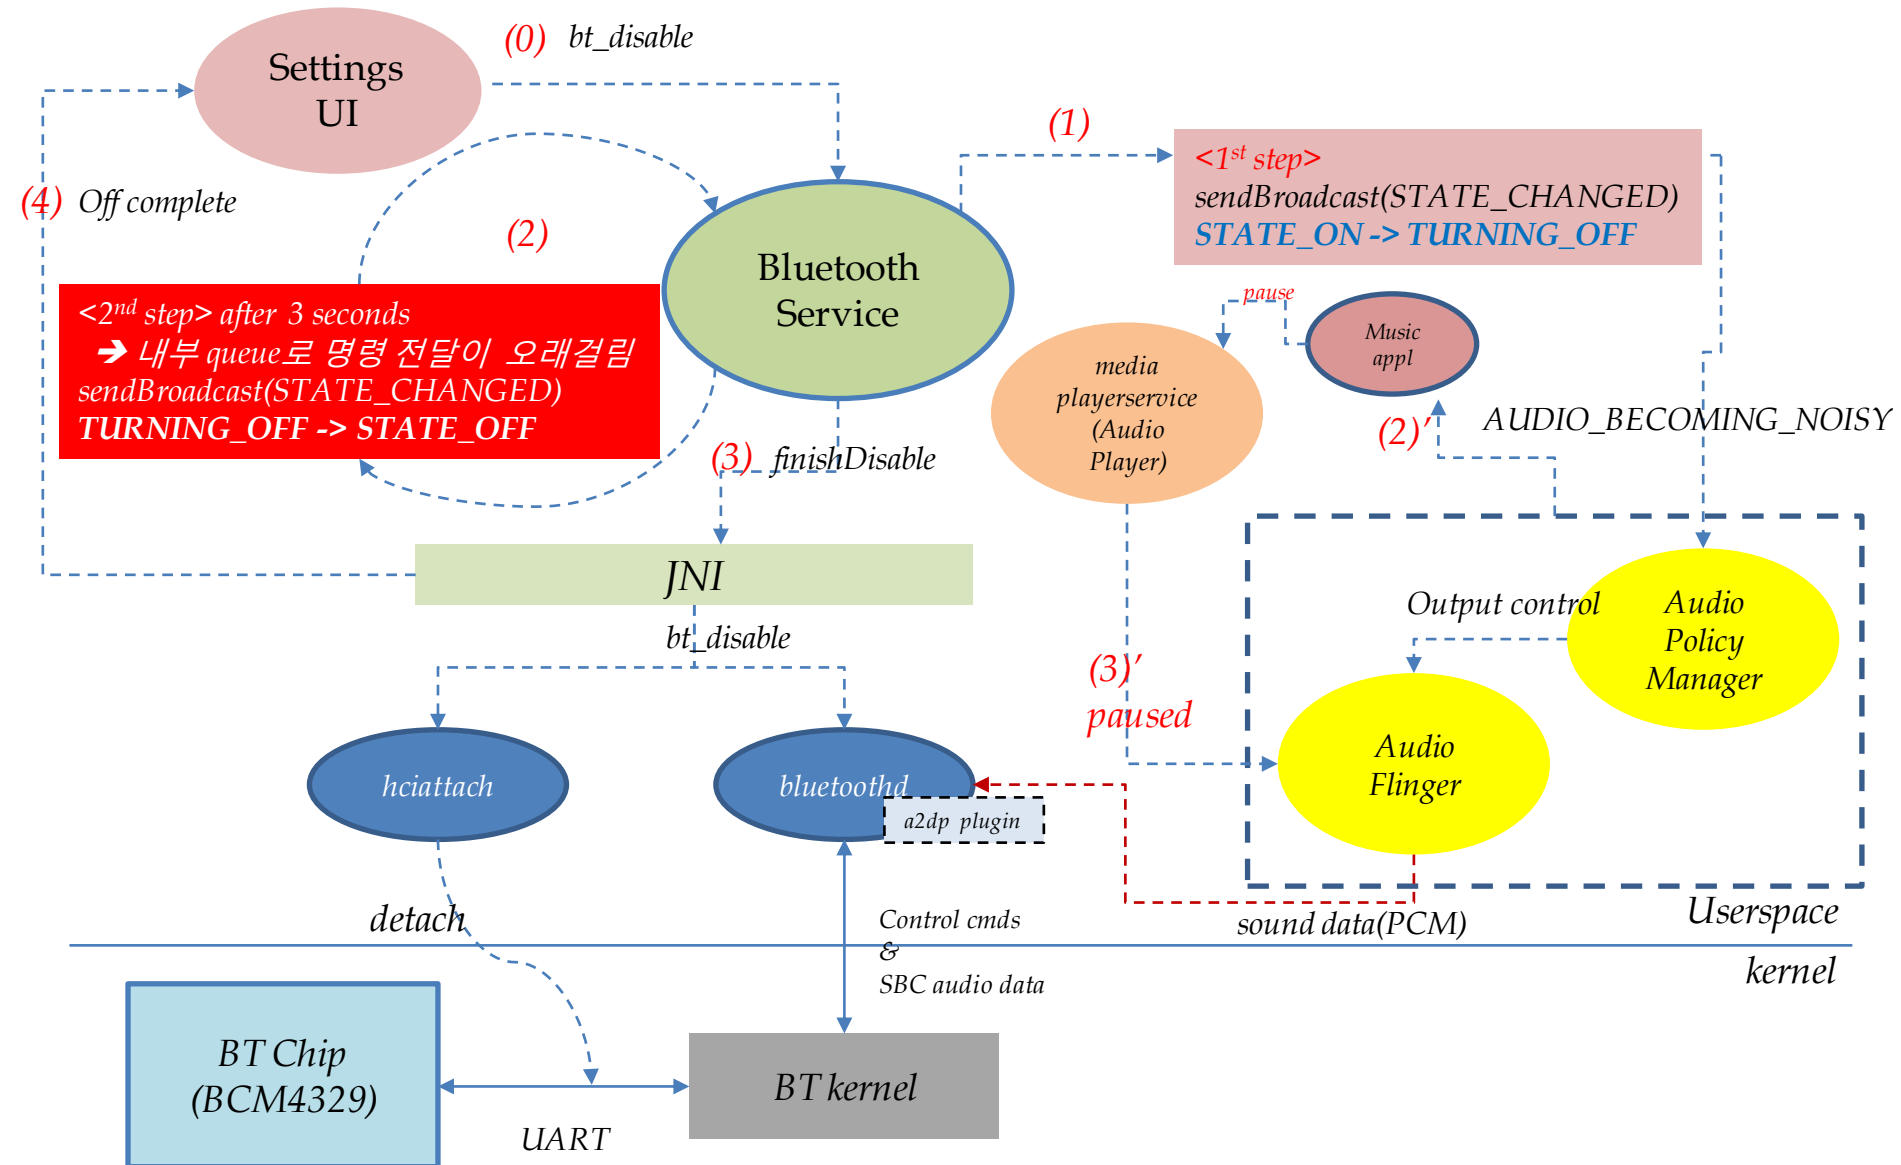 (0) bt_disable
Settings
UI
(1)
<1st step>
sendBroadcast(STATE_CHANGED)
STATE_ON -> TURNING_OFF
(4) Off complete
(2)
Bluetooth
Service
<2nd step> after 3 seconds
➔ 내부 queue로 명령 전달이 오래걸림
sendBroadcast(STATE_CHANGED)
TURNING_OFF -> STATE_OFF
pause
Music
appl
media
playerservice
(Audio
Player)
(2)’
AUDIO_BECOMING_NOISY
(3) finishDisable
JNI
bt_disable
Output control
Audio
Policy
Manager
(3)’
paused
Audio
Flinger
hciattach
bluetoothd
a2dp plugin
detach
Control cmds
&
SBC audio data
sound data(PCM)
Userspace
kernel
BT Chip
(BCM4329)
BT kernel
UART